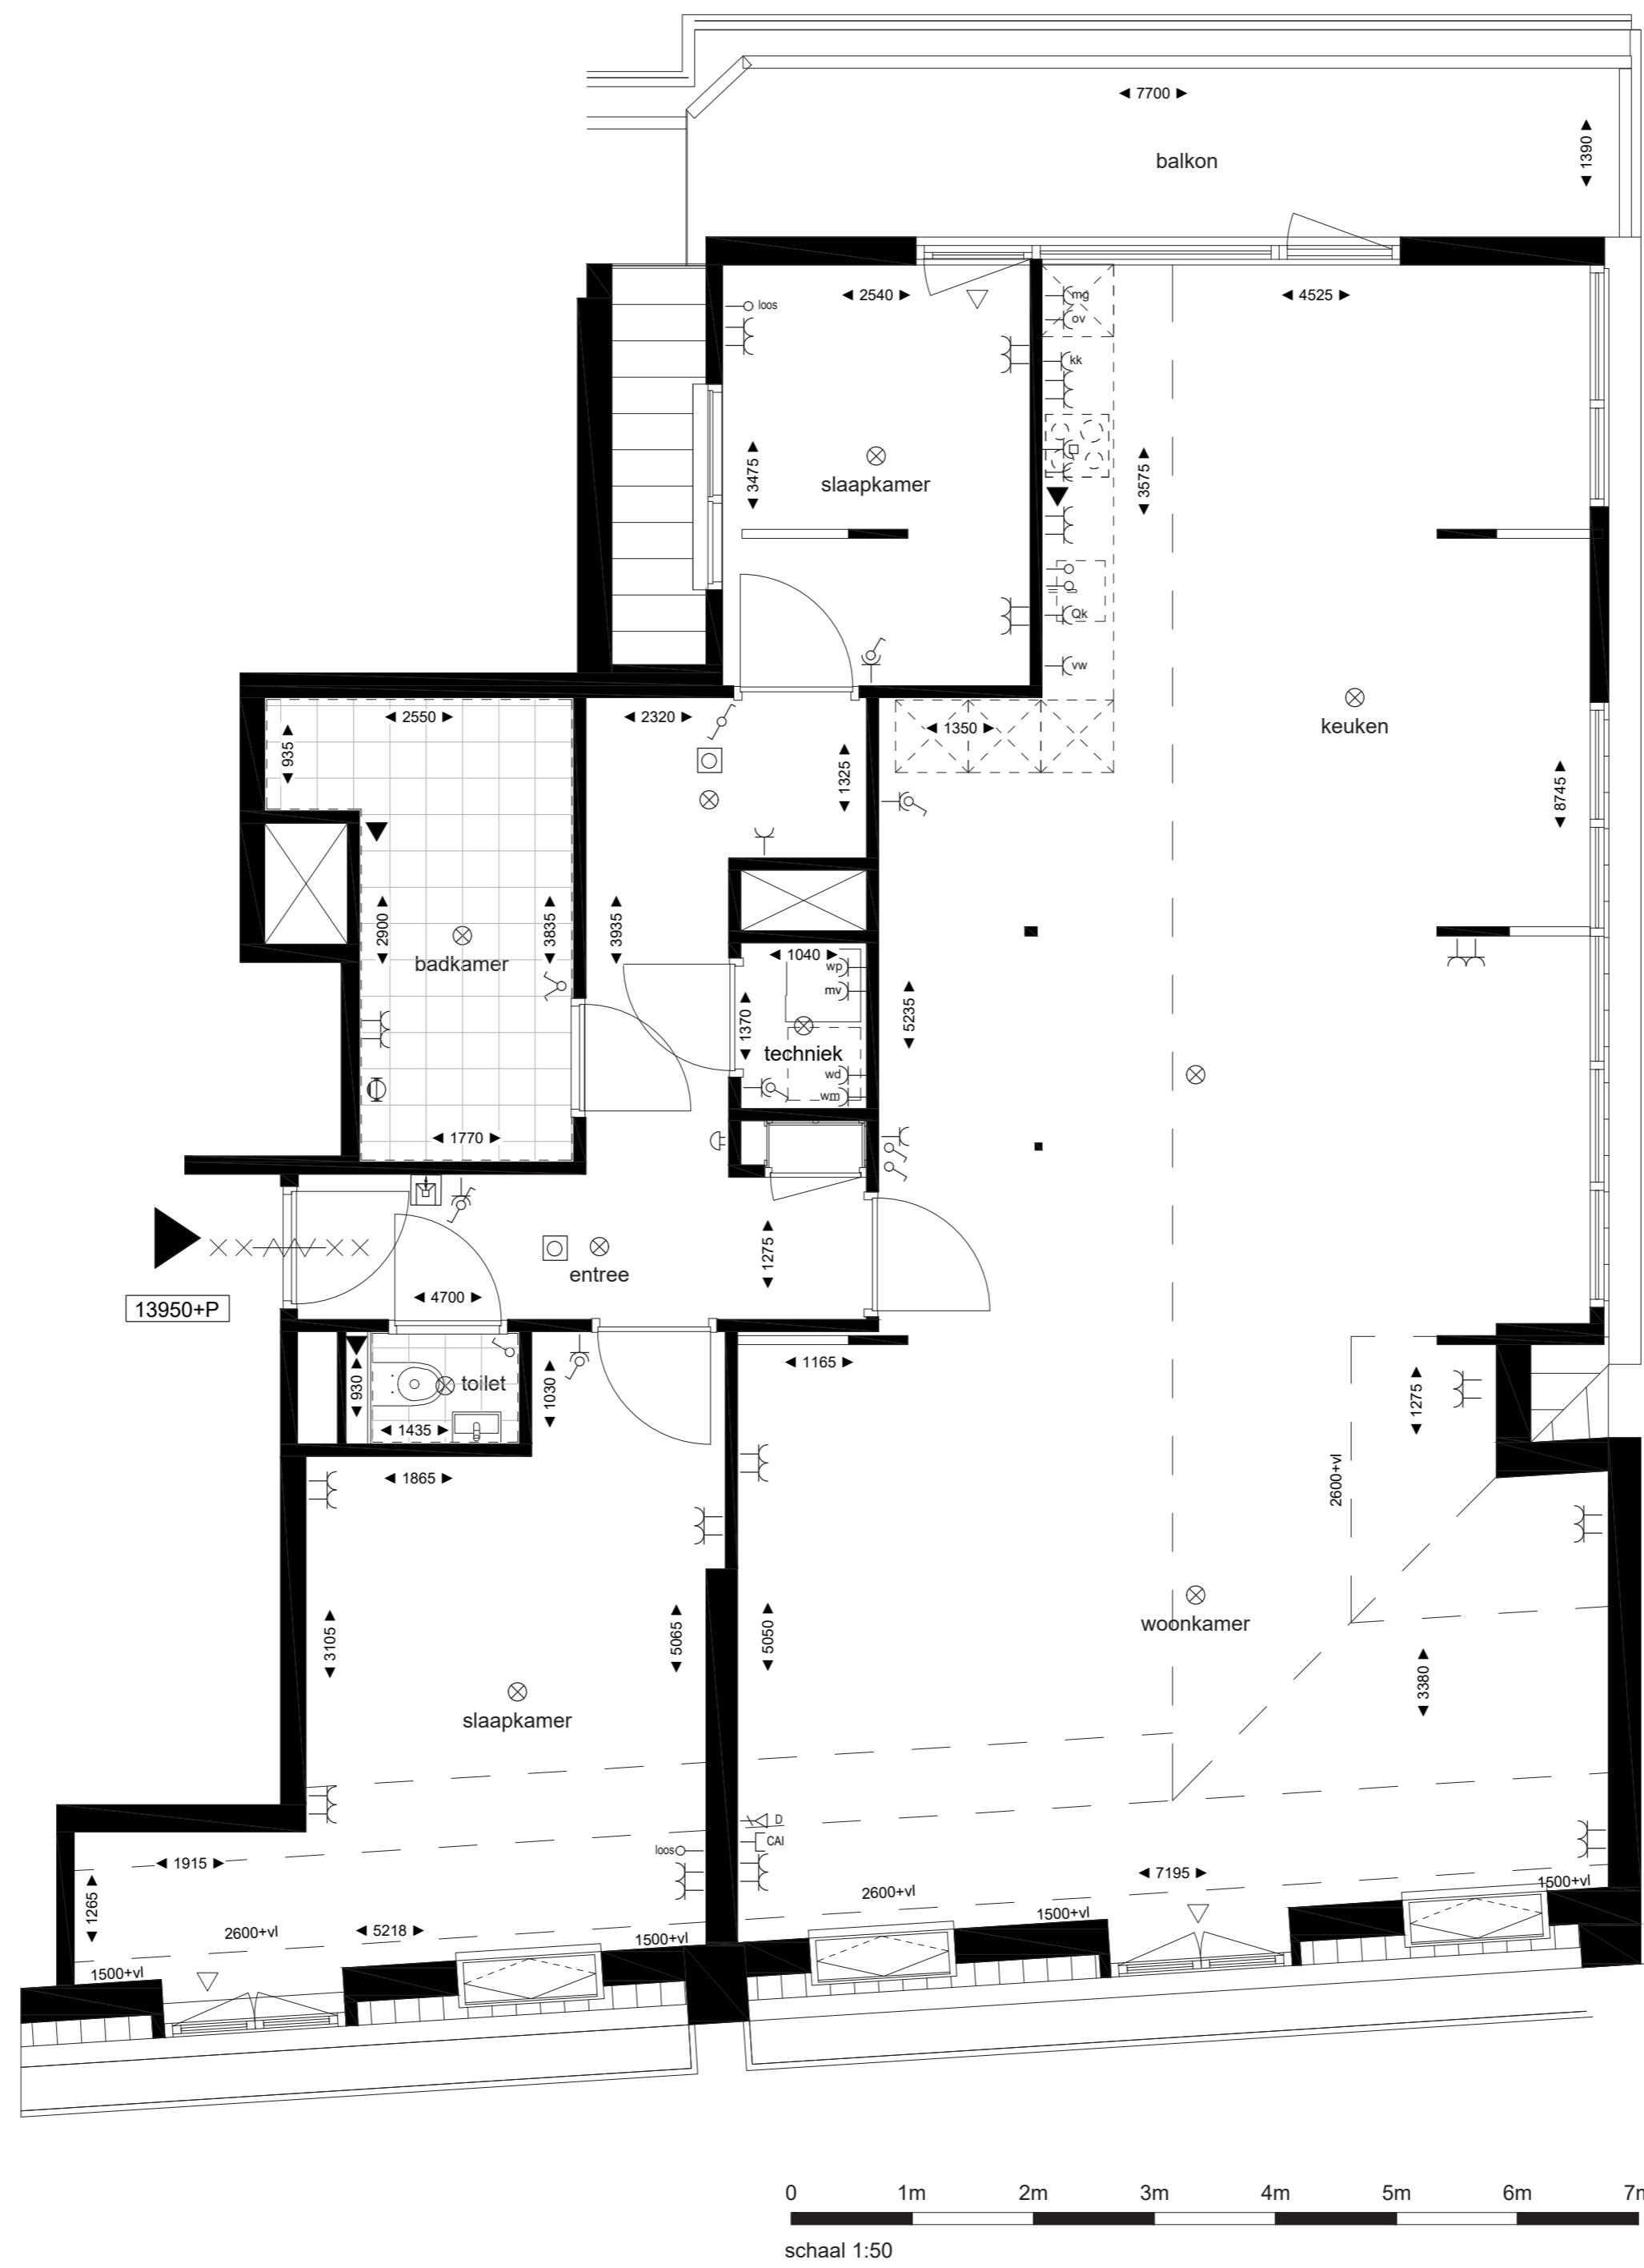 7700
1390
balkon
2540
4525
loos
mg
ov
kk
3475
slaapkamer
3575
Qk
vw
2550
2320
1350
935
1325
keuken
8745
2900
3835
3935
badkamer
1040
wp
mv
1370
5235
techniek
wd
wm
1770
1275
entree
4700
13950+P
930
toilet
1030
1165
1275
1435
1865
2600+vl
3105
5065
5050
woonkamer
3380
slaapkamer
D
CAI
loos
1915
7195
1265
2600+vl
5218
2600+vl
1500+vl
1500+vl
1500+vl
1500+vl
0 1m 2m 3m 4m 5m 6m 7m
schaal 1:50